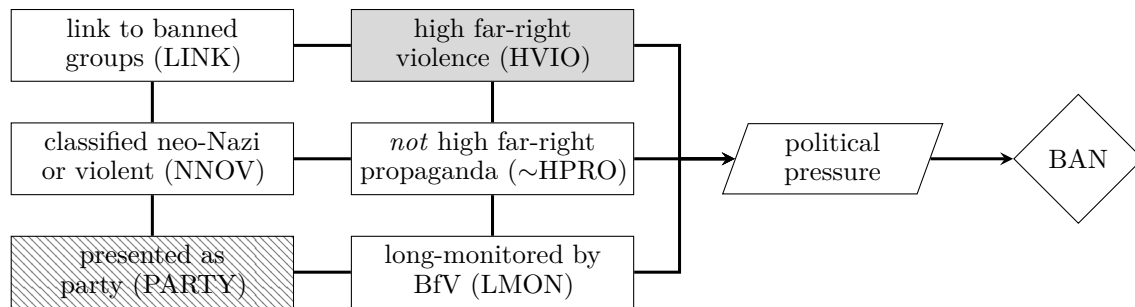 link to banned
groups (LINK)
high far-right
violence (HVIO)
classified neo-Nazi
or violent (NNOV)
not high far-right
propaganda (∼HPRO)
political
pressure
BAN
presented as
party (PARTY)
long-monitored by
BfV (LMON)